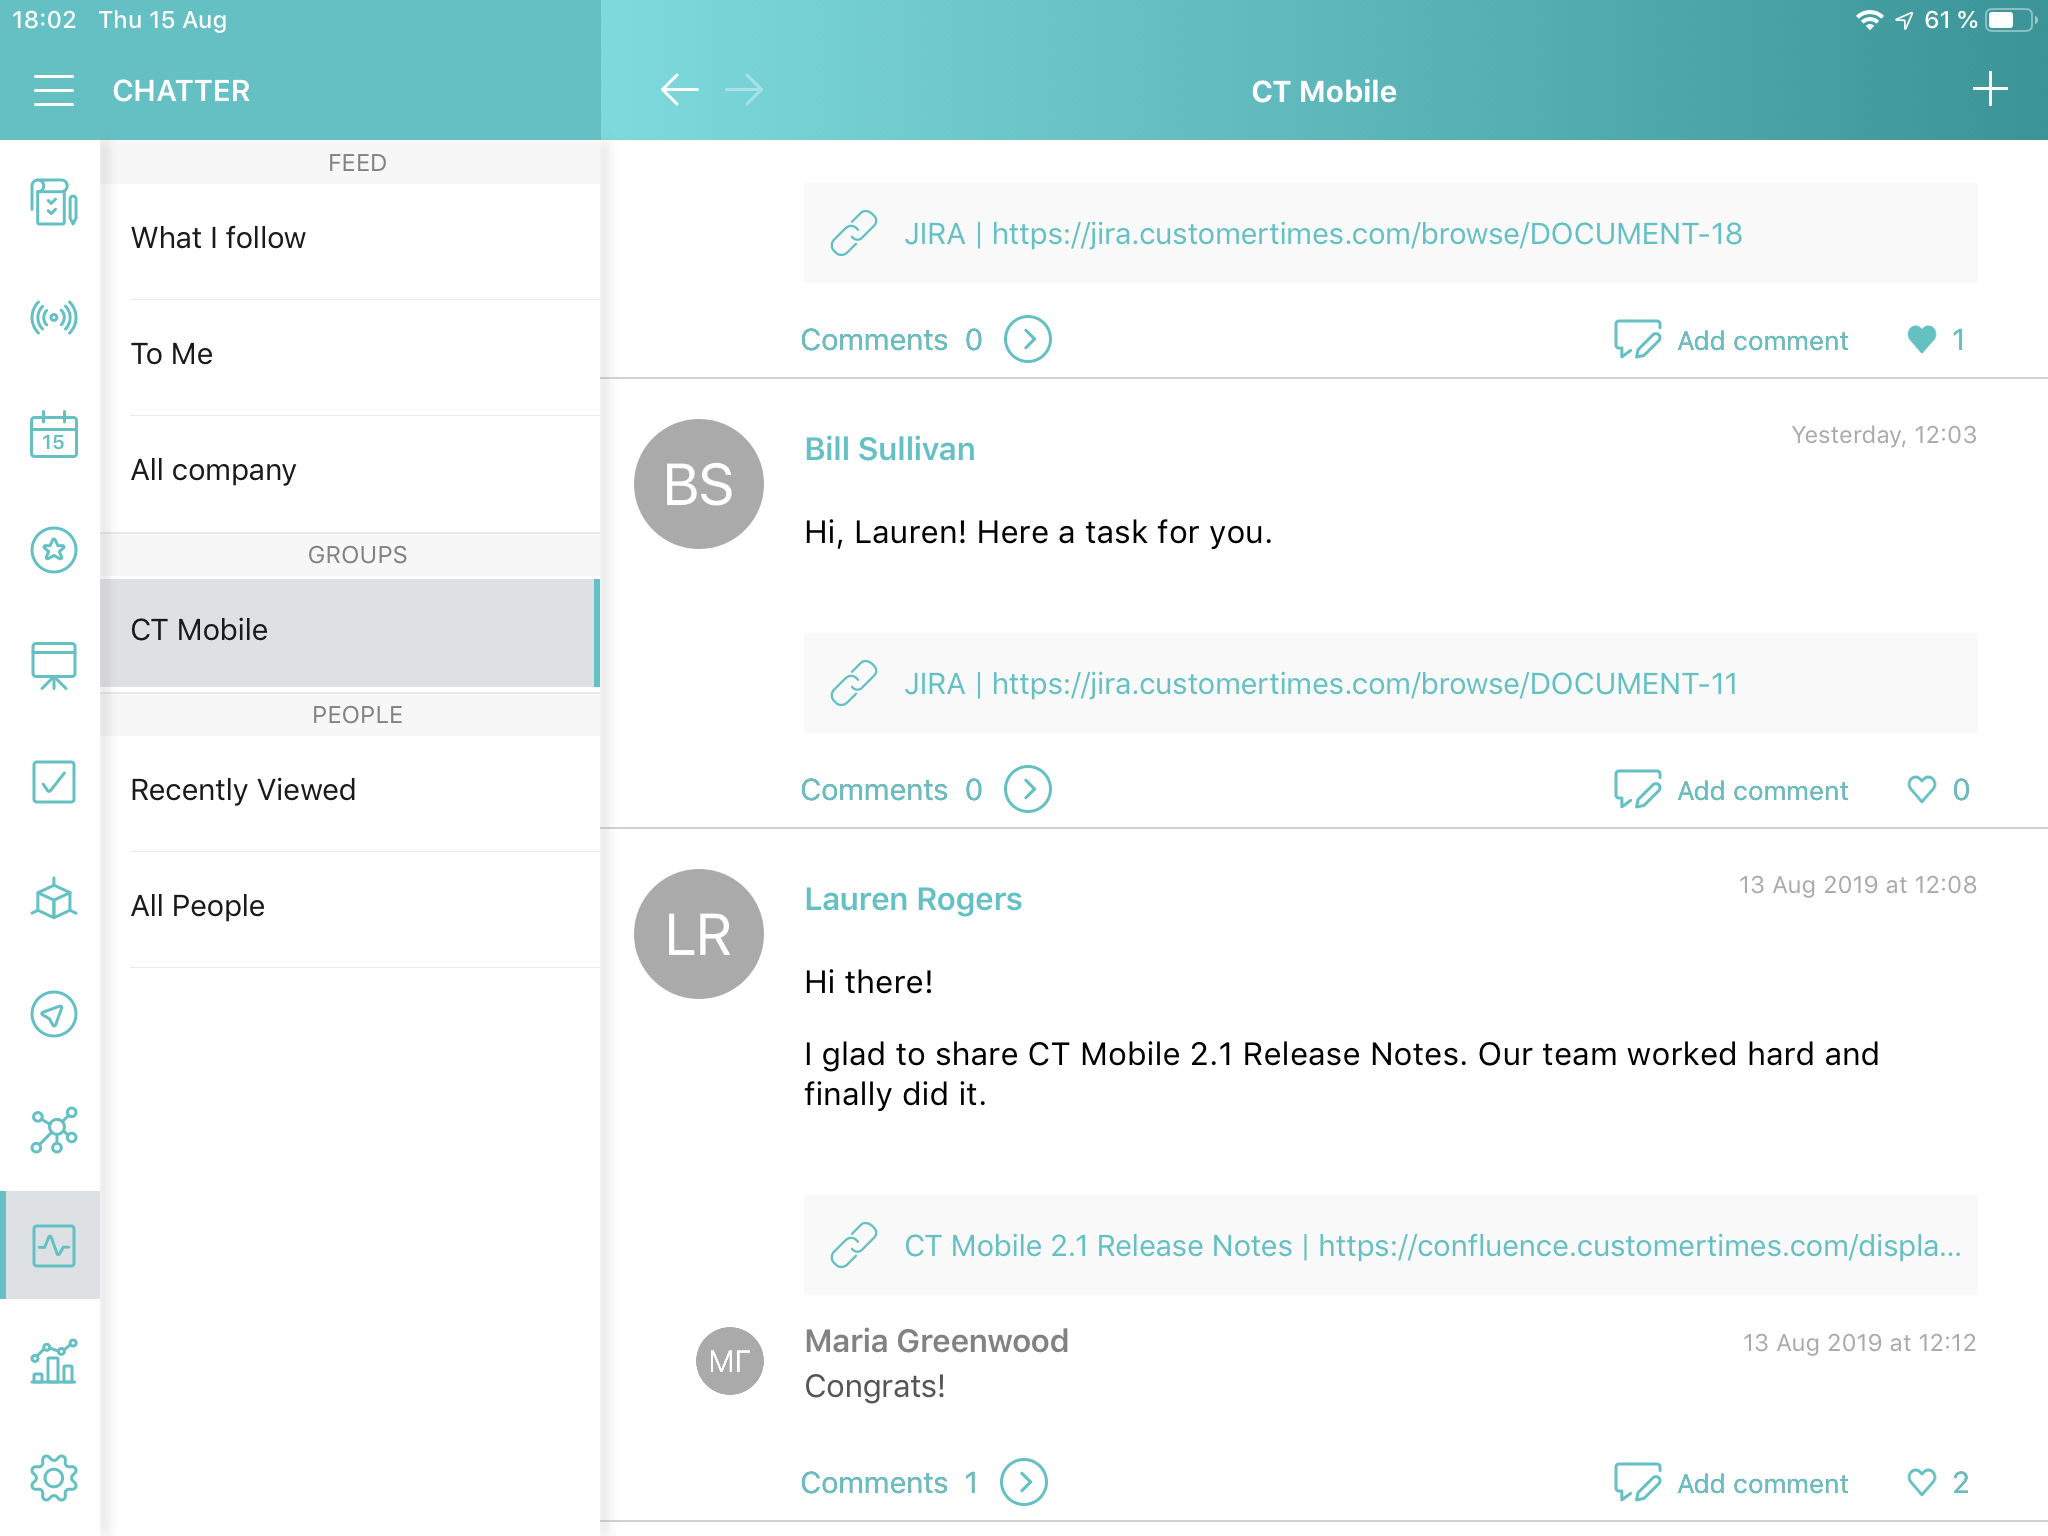 18:02 Thu 15 Aug
61 %
CHATTER
CT Mobile
15
FEED
What I follow
To Me
All company
GROUPS
CT Mobile
PEOPLE
Recently Viewed
All People
JIRA | https://jira.customertimes.com/browse/DOCUMENT-18
Comments 0
Add comment
1
BS
Bill Sullivan
Yesterday, 12:03
Hi, Lauren! Here a task for you.
JIRA | https://jira.customertimes.com/browse/DOCUMENT-11
Comments 0
Add comment
0
LR
Lauren Rogers
13 Aug 2019 at 12:08
Hi there!
I glad to share CT Mobile 2.1 Release Notes. Our team worked hard and
finally did it.
CT Mobile 2.1 Release Notes | https://confluence.customertimes.com/displa...
МГ
Maria Greenwood
13 Aug 2019 at 12:12
Congrats!
Comments 1
Add comment
2